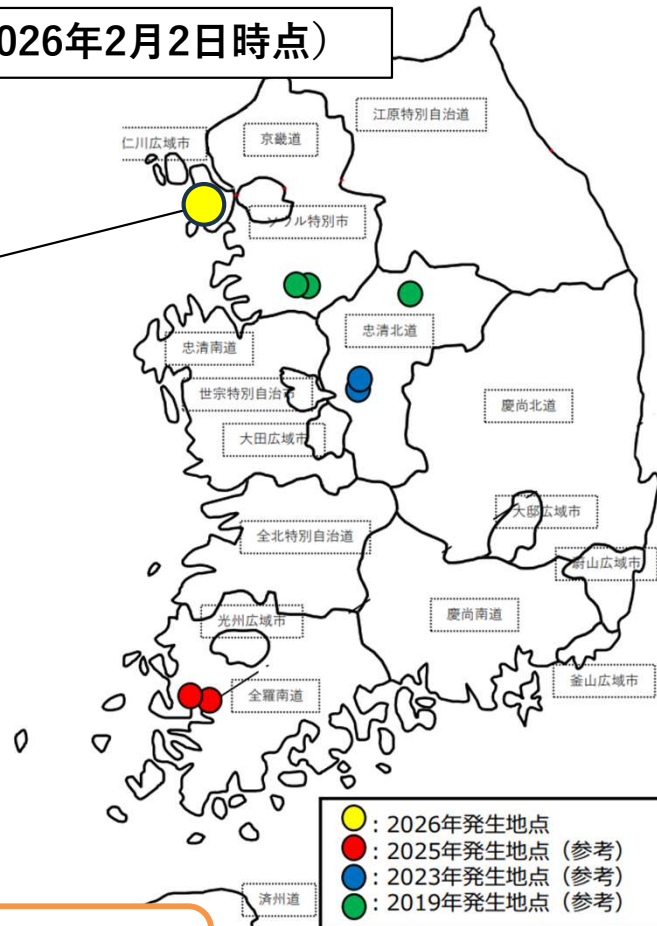 026年2月2日時点）
江原特別自治道
仁川広域市
京畿道
ソウル特別市
忠清北道
忠清南道
世宗特別自治市
慶尚北道
大田広域市
大邱広域市
全北特別自治道
蔚山広域市
光州広域市
慶尚南道
釜山広域市
全羅南道
：2026年発生地点
：2025年発生地点（参考）
：2023年発生地点（参考）
：2019年発生地点（参考）
済州道